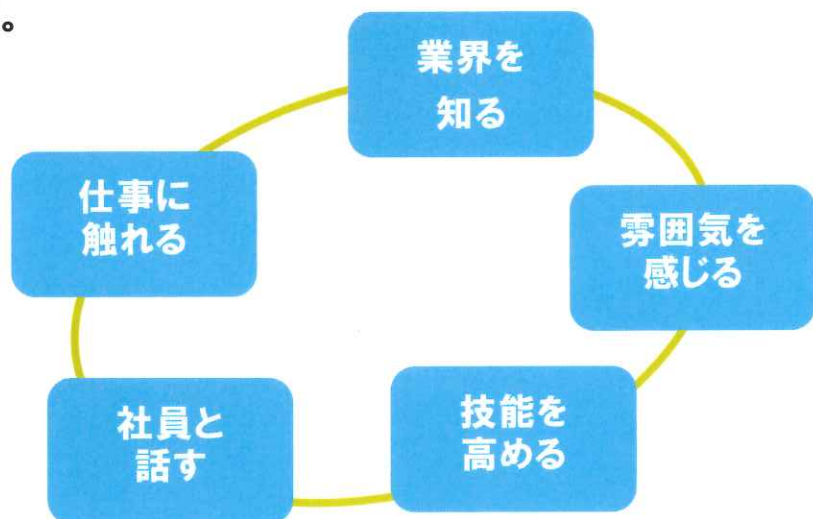 。
業界を
知る
雰囲気を
感じる
技能を
高める
社員と
話す
仕事に
触れる